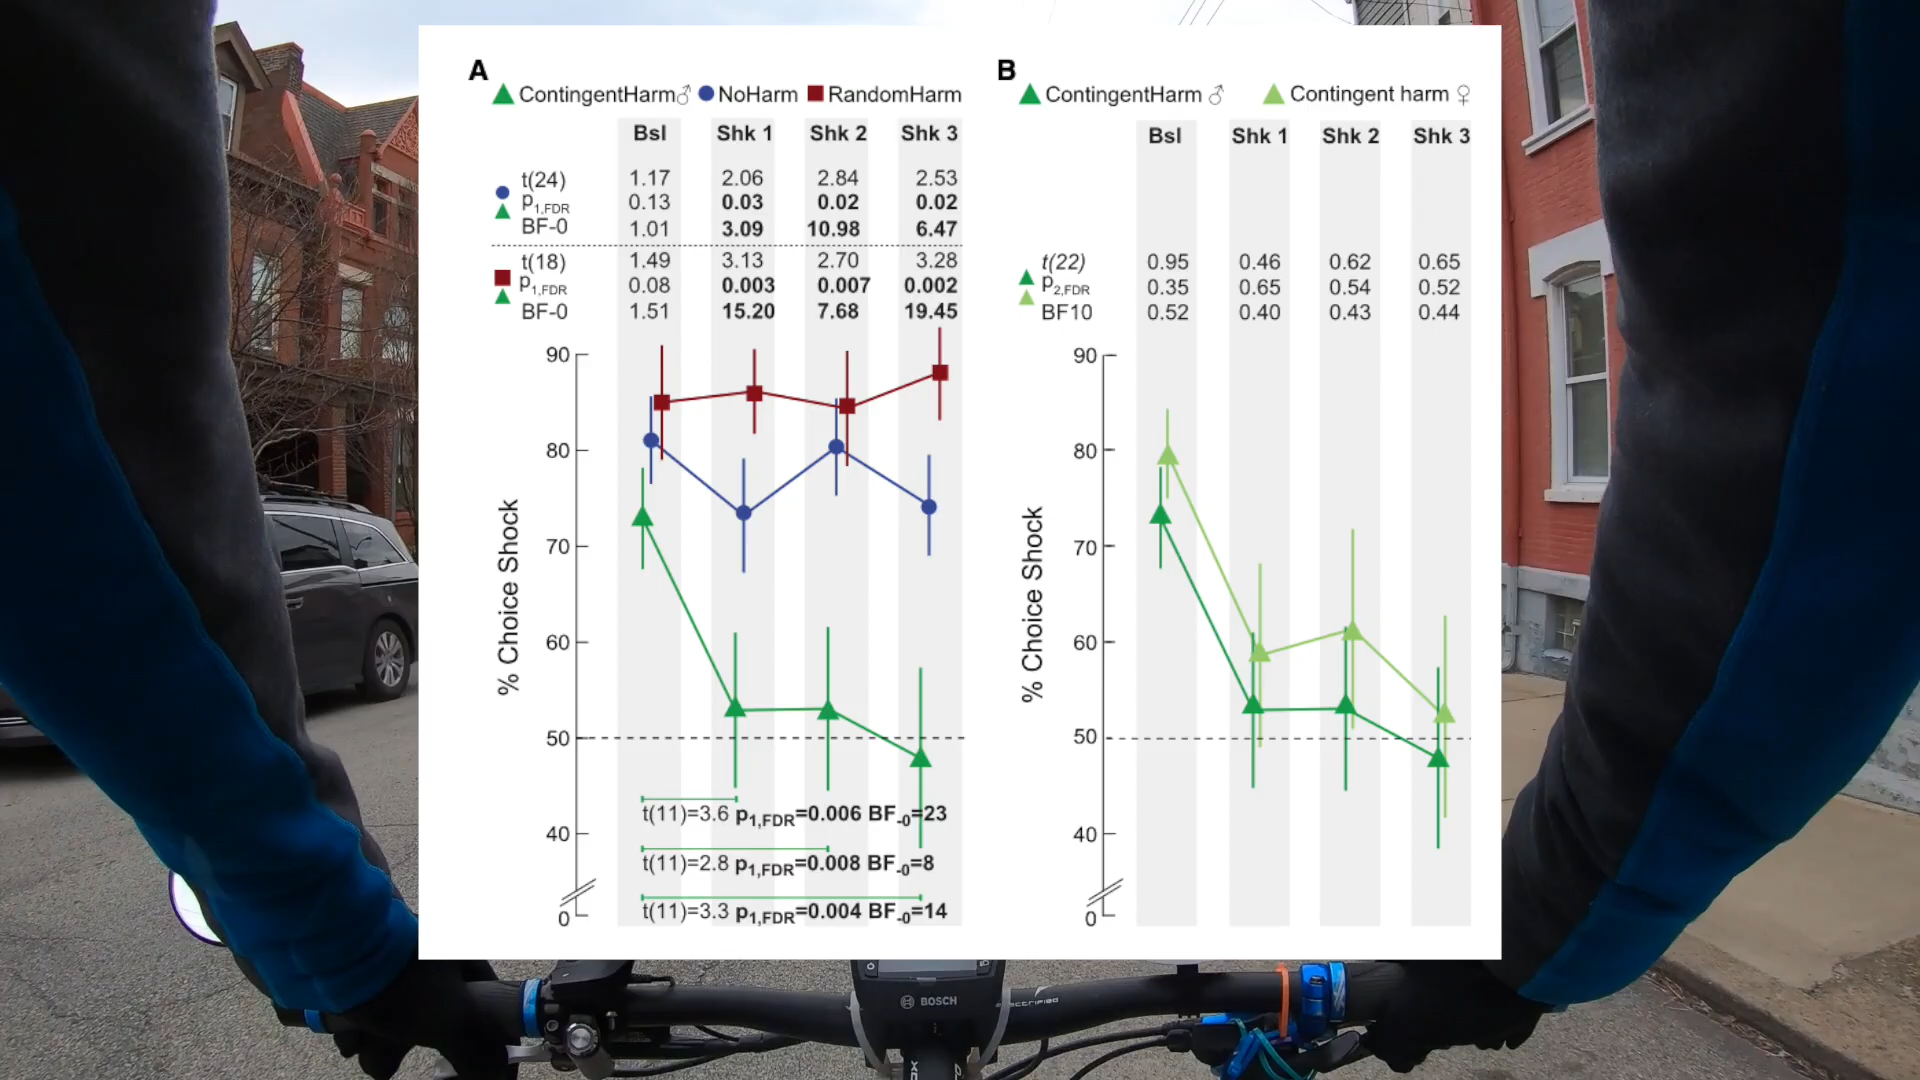 A
ContingentHarm♂ NoHarm RandomHarm
Bsl Shk 1 Shk 2 Shk 3
t(24) 1.17 2.06 2.84 2.53
p1,FDR 0.13 0.03 0.02 0.02
BF-0 1.01 3.09 10.98 6.47
t(18) 1.49 3.13 2.70 3.28
p1,FDR 0.08 0.003 0.007 0.002
BF-0 1.51 15.20 7.68 19.45
90
80
70
60
50
40
0
% Choice Shock
t(11)=3.6 p1,FDR=0.006 BF-0=23
t(11)=2.8 p1,FDR=0.008 BF-0=8
t(11)=3.3 p1,FDR=0.004 BF-0=14
B
ContingentHarm ♂ Contingent harm ♀
Bsl Shk 1 Shk 2 Shk 3
t(22) 0.95 0.46 0.62 0.65
p2,FDR 0.35 0.65 0.54 0.52
BF10 0.52 0.40 0.43 0.44
90
80
70
60
50
40
0
% Choice Shock
BOSCH